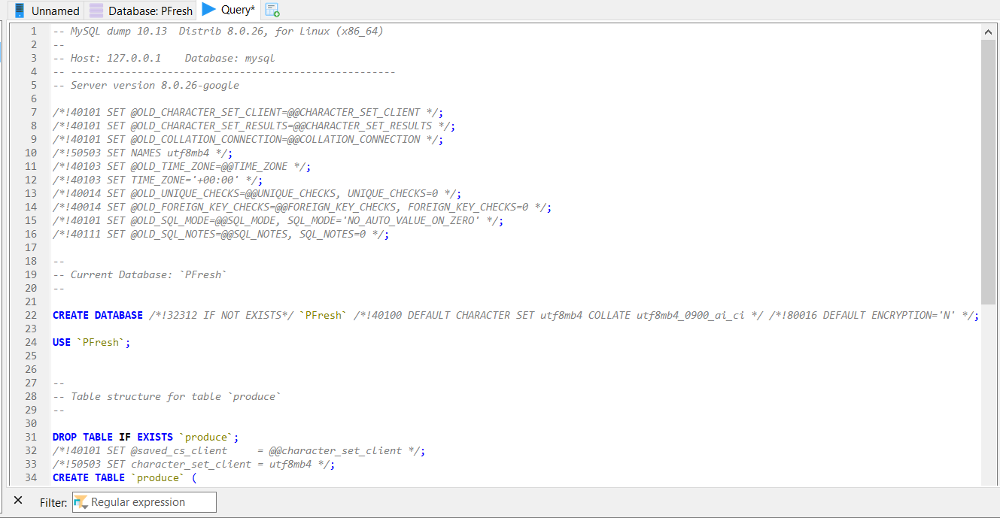 Unnamed Database: PFresh Query*
1 -- MySQL dump 10.13  Distrib 8.0.26, for Linux (x86_64)
2 --
3 -- Host: 127.0.0.1    Database: mysql
4 -- ------------------------------------------------------
5 -- Server version 8.0.26-google
6
7 /*!40101 SET @OLD_CHARACTER_SET_CLIENT=@@CHARACTER_SET_CLIENT */;
8 /*!40101 SET @OLD_CHARACTER_SET_RESULTS=@@CHARACTER_SET_RESULTS */;
9 /*!40101 SET @OLD_COLLATION_CONNECTION=@@COLLATION_CONNECTION */;
10 /*!50503 SET NAMES utf8mb4 */;
11 /*!40103 SET @OLD_TIME_ZONE=@@TIME_ZONE */;
12 /*!40103 SET TIME_ZONE='+00:00' */;
13 /*!40014 SET @OLD_UNIQUE_CHECKS=@@UNIQUE_CHECKS, UNIQUE_CHECKS=0 */;
14 /*!40014 SET @OLD_FOREIGN_KEY_CHECKS=@@FOREIGN_KEY_CHECKS, FOREIGN_KEY_CHECKS=0 */;
15 /*!40101 SET @OLD_SQL_MODE=@@SQL_MODE, SQL_MODE='NO_AUTO_VALUE_ON_ZERO' */;
16 /*!40111 SET @OLD_SQL_NOTES=@@SQL_NOTES, SQL_NOTES=0 */;
17
18 --
19 -- Current Database: `PFresh`
20 --
21
22 CREATE DATABASE /*!32312 IF NOT EXISTS*/ `PFresh` /*!40100 DEFAULT CHARACTER SET utf8mb4 COLLATE utf8mb4_0900_ai_ci */ /*!80016 DEFAULT ENCRYPTION='N' */;
23
24 USE `PFresh`;
25
26
27 --
28 -- Table structure for table `produce`
29 --
30
31 DROP TABLE IF EXISTS `produce`;
32 /*!40101 SET @saved_cs_client     = @@character_set_client */;
33 /*!50503 SET character_set_client = utf8mb4 */;
34 CREATE TABLE `produce` (
Filter: Regular expression